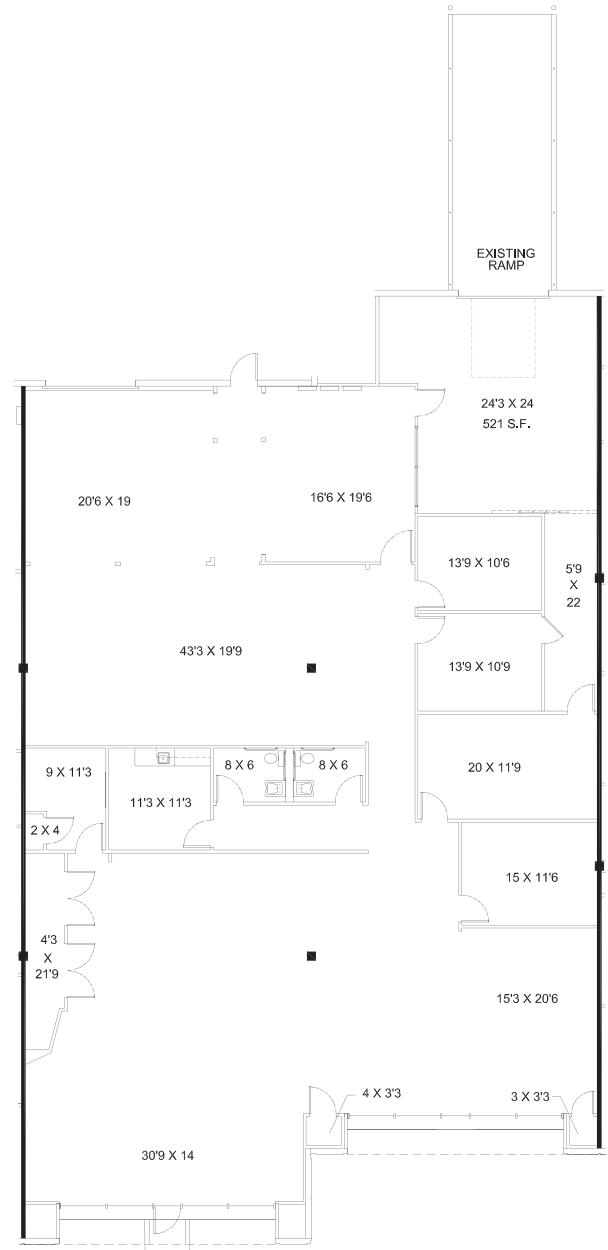 EXISTING
RAMP
24'3 X 24
521 S.F.
20'6 X 19
16'6 X 19'6
13'9 X 10'6
5'9
X
22
43'3 X 19'9
13'9 X 10'9
9 X 11'3
8 X 6
8 X 6
20 X 11'9
11'3 X 11'3
2 X 4
15 X 11'6
4'3
X
21'9
15'3 X 20'6
4 X 3'3
3 X 3'3
30'9 X 14